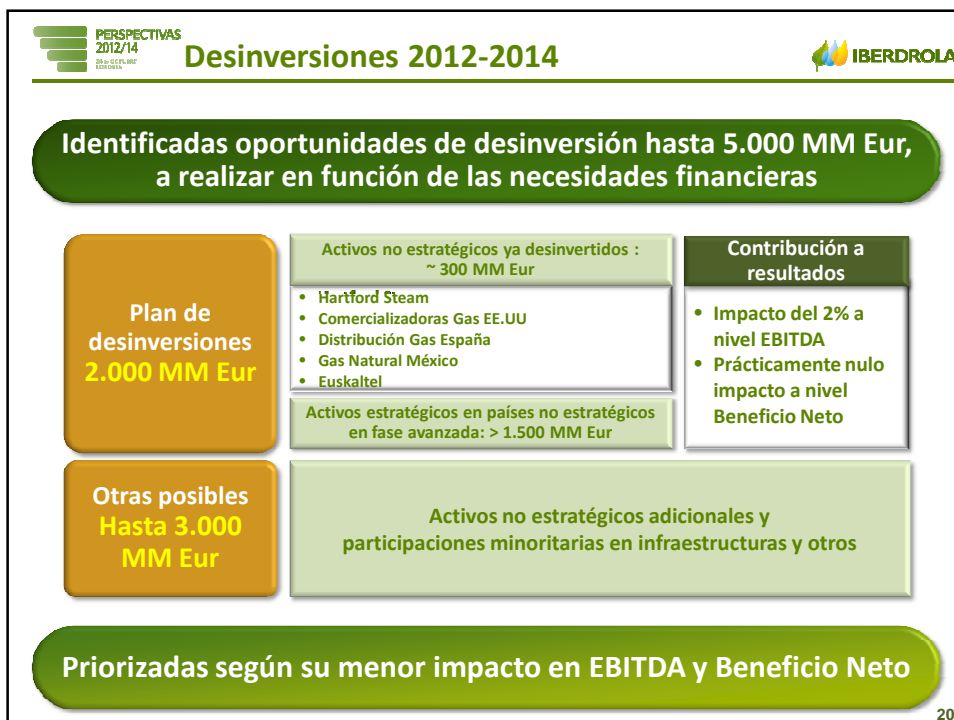 PERSPECTIVAS
2012/14
Desinversiones 2012-2014
IBERDROLA
Identificadas oportunidades de desinversión hasta 5.000 MM Eur,
a realizar en función de las necesidades financieras
Plan de
desinversiones
2.000 MM Eur
Activos no estratégicos ya desinvertidos :
~ 300 MM Eur
• Hartford Steam
• Comercializadoras Gas EE.UU
• Distribución Gas España
• Gas Natural México
• Euskaltel
Activos estratégicos en países no estratégicos
en fase avanzada: > 1.500 MM Eur
Contribución a
resultados
• Impacto del 2% a
nivel EBITDA
• Prácticamente nulo
impacto a nivel
Beneficio Neto
Otras posibles
Hasta 3.000
MM Eur
Activos no estratégicos adicionales y
participaciones minoritarias en infraestructuras y otros
Priorizadas según su menor impacto en EBITDA y Beneficio Neto
20